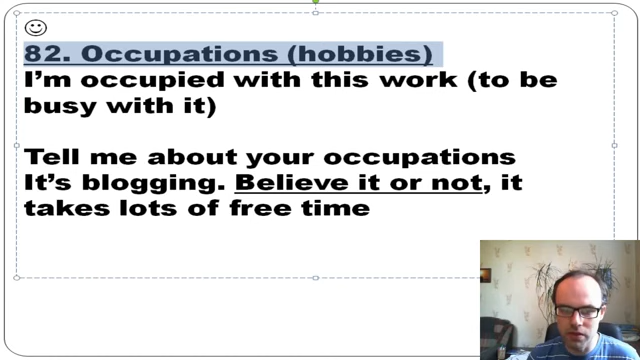 82. Occupations (hobbies)
I'm occupied with this work (to be
busy with it)
Tell me about your occupations
It's blogging. Believe it or not, it
takes lots of free time